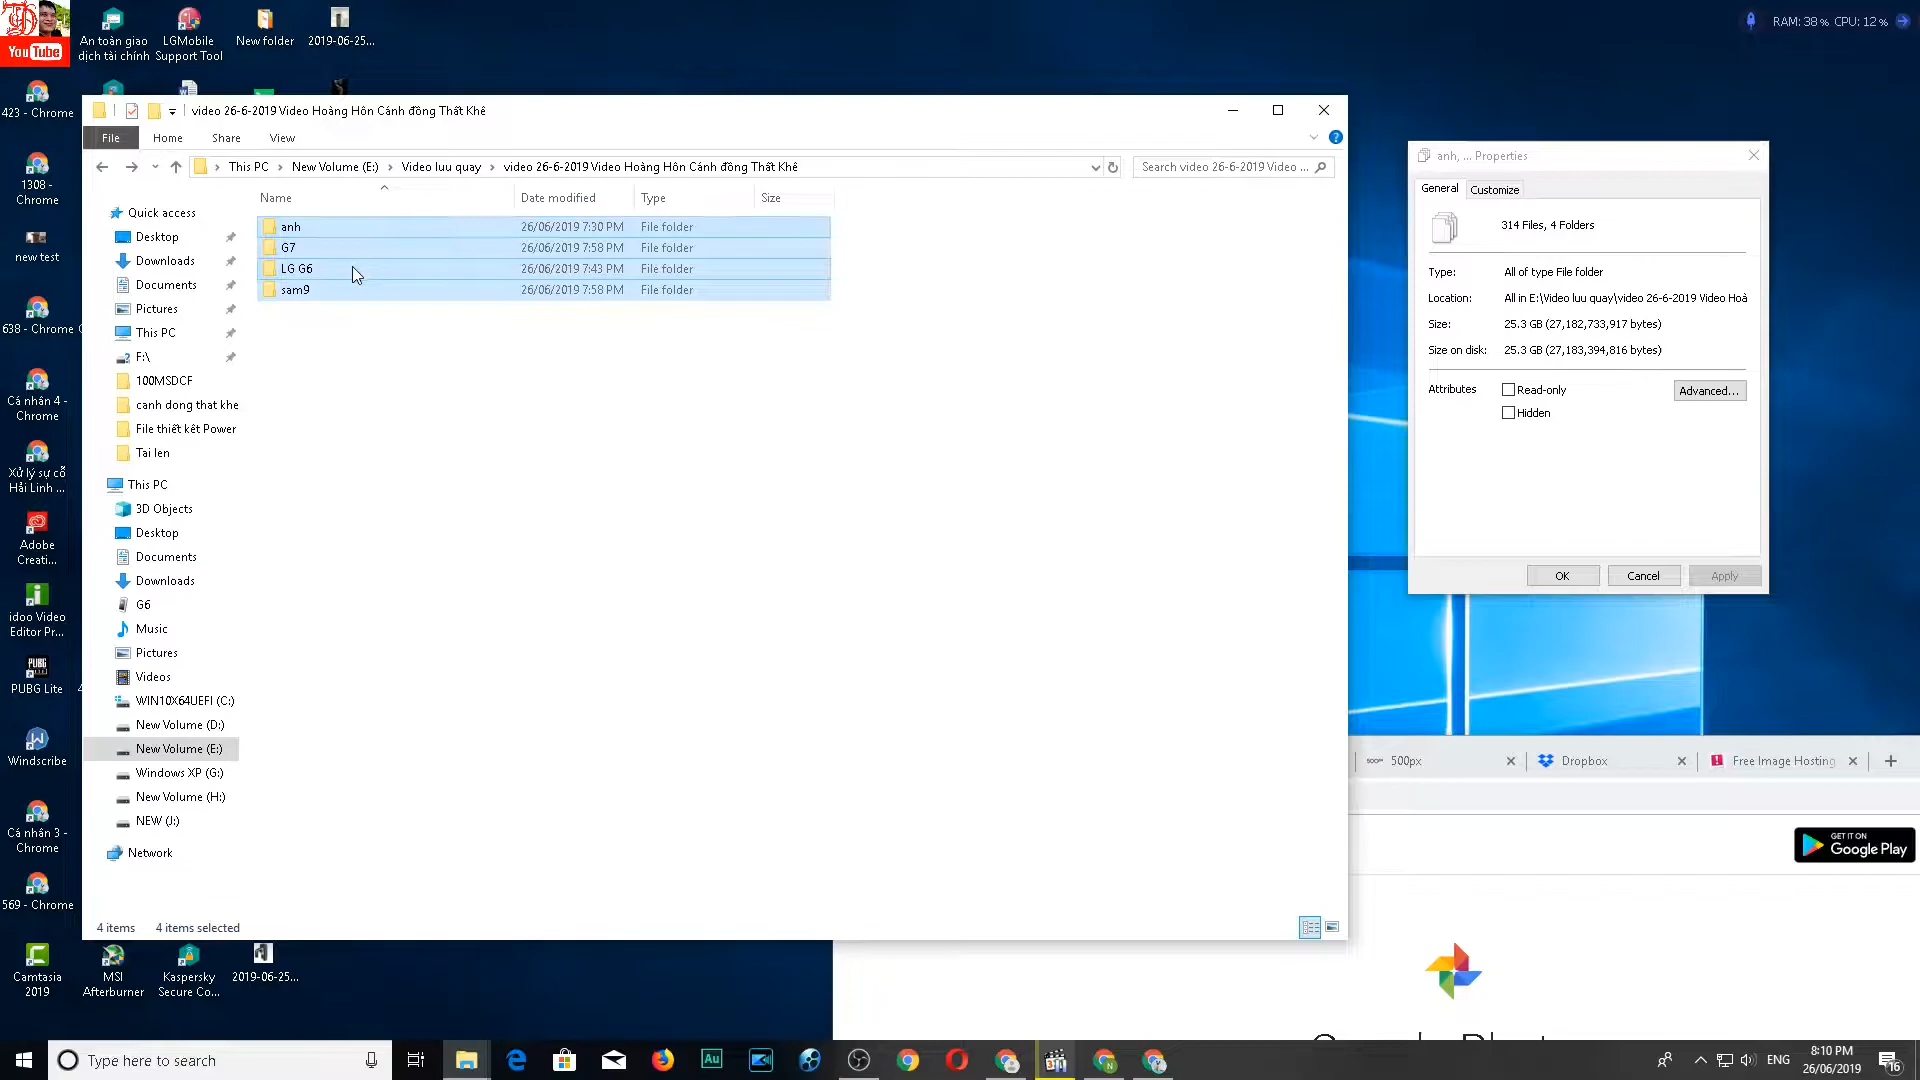 An toàn giao
dịch tài chính
LGMobile
Support Tool
New folder
2019-06-25...
RAM: 38 % CPU: 12 %
YouTube
423 - Chrome
1308 -
Chrome
new test
638 - Chrome
Cá nhân 4 -
Chrome
Xử lý sự cố
Hải Linh ...
Adobe
Creati...
idoo Video
Editor Pr...
PUBG
LITE
PUBG Lite
Windscribe
Cá nhân 3 -
Chrome
569 - Chrome
Camtasia
2019
MSI
Afterburner
Kaspersky
Secure Co...
2019-06-25...
video 26-6-2019 Video Hoàng Hôn Cánh đồng Thất Khê
File
Home
Share
View
This PC
New Volume (E:)
Video luu quay
video 26-6-2019 Video Hoàng Hôn Cánh đồng Thất Khê
Search video 26-6-2019 Video ...
Name
Date modified
Type
Size
anh 26/06/2019 7:30 PM File folder
G7 26/06/2019 7:58 PM File folder
LG G6 26/06/2019 7:43 PM File folder
sam9 26/06/2019 7:58 PM File folder
Quick access
Desktop
Downloads
Documents
Pictures
This PC
F:\
100MSDCF
canh dong that khe
File thiết kêt Power
Tai len
This PC
3D Objects
Desktop
Documents
Downloads
G6
Music
Pictures
Videos
WIN10X64UEFI (C:)
New Volume (D:)
New Volume (E:)
Windows XP (G:)
New Volume (H:)
NEW (J:)
Network
4 items
4 items selected
anh, ... Properties
General
Customize
314 Files, 4 Folders
Type: All of type File folder
Location: All in E:\Video luu quay\video 26-6-2019 Video Hoà
Size: 25.3 GB (27,182,733,917 bytes)
Size on disk: 25.3 GB (27,183,394,816 bytes)
Attributes
Read-only
Advanced...
Hidden
OK
Cancel
Apply
500px
Dropbox
Free Image Hosting
GET IT ON
Google Play
Type here to search
Au
ENG
8:10 PM
26/06/2019
16